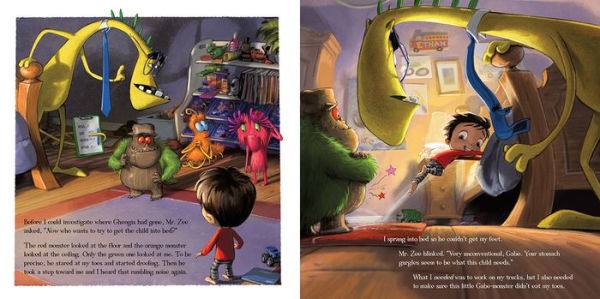 Before I could investigate where Ghengis had gone, Mr. Zee
asked, "Now who wants to try to get the child into bed?"
The red monster looked at the floor and the orange monster
looked at the ceiling. Only the green one looked at me. To be
precise, he stared at my toes and started drooling. Then he
took a step toward me and I heard that rumbling noise again.
ETHAN
I sprang into bed so he couldn't get my feet.
Mr. Zee blinked. "Very unconventional, Gabe. Your stomach
gurgles seem to be what this child needs."
What I needed was to work on my trucks, but I also needed
to make sure this little Gabe-monster didn't eat my toes.